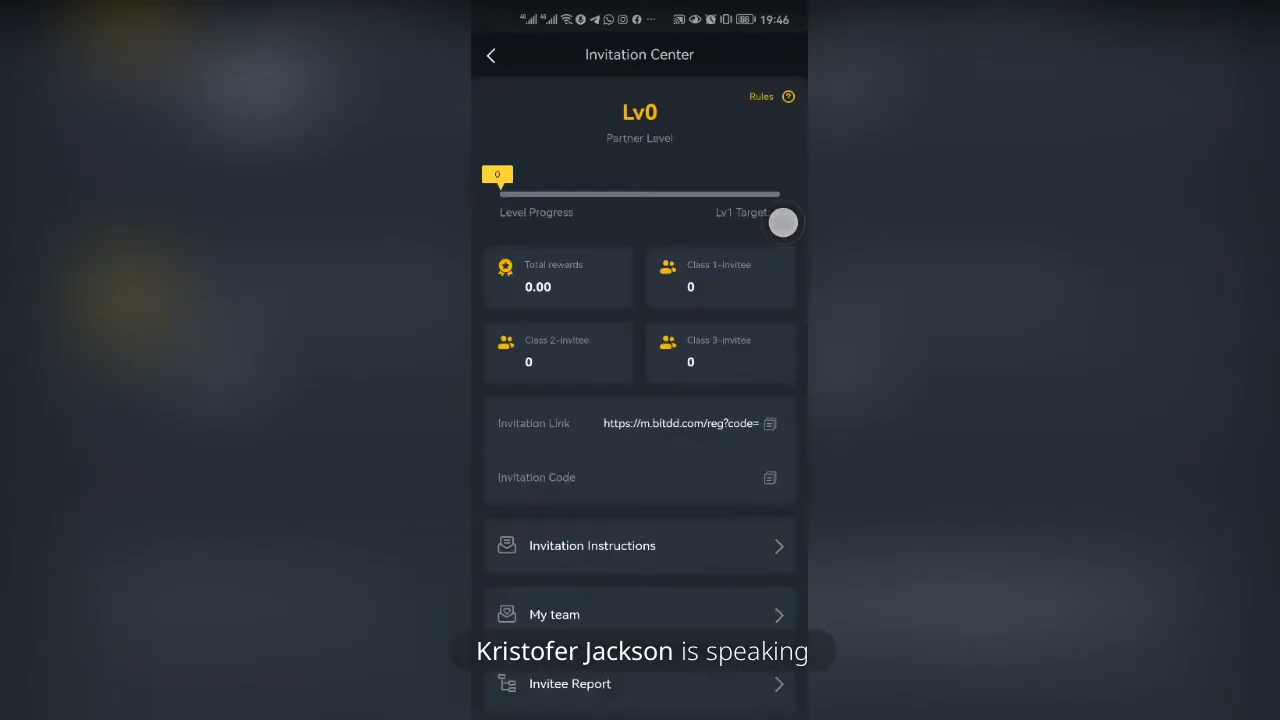 19:46
Invitation Center
Rules
Lv0
Partner Level
0
Level Progress
Lv1 Target:
Total rewards
0.00
Class 1-invitee
0
Class 2-invitee
0
Class 3-invitee
0
Invitation Link
https://m.bitdd.com/reg?code=
Invitation Code
Invitation Instructions
My team
Kristofer Jackson is speaking
Invitee Report